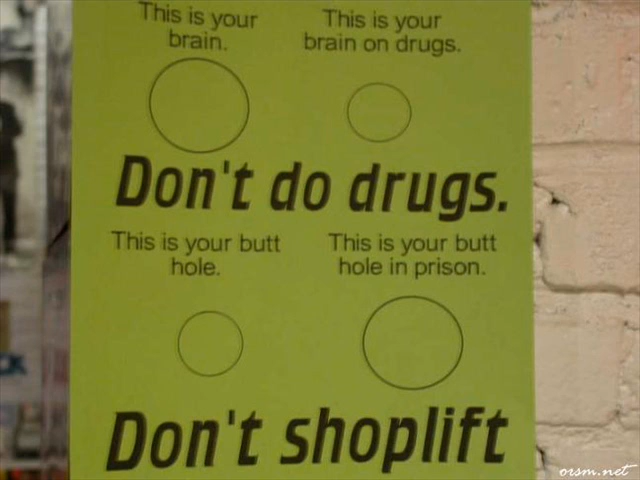 This is your brain.
This is your brain on drugs.
Don't do drugs.
This is your butt hole.
This is your butt hole in prison.
Don't shoplift
orsm.net